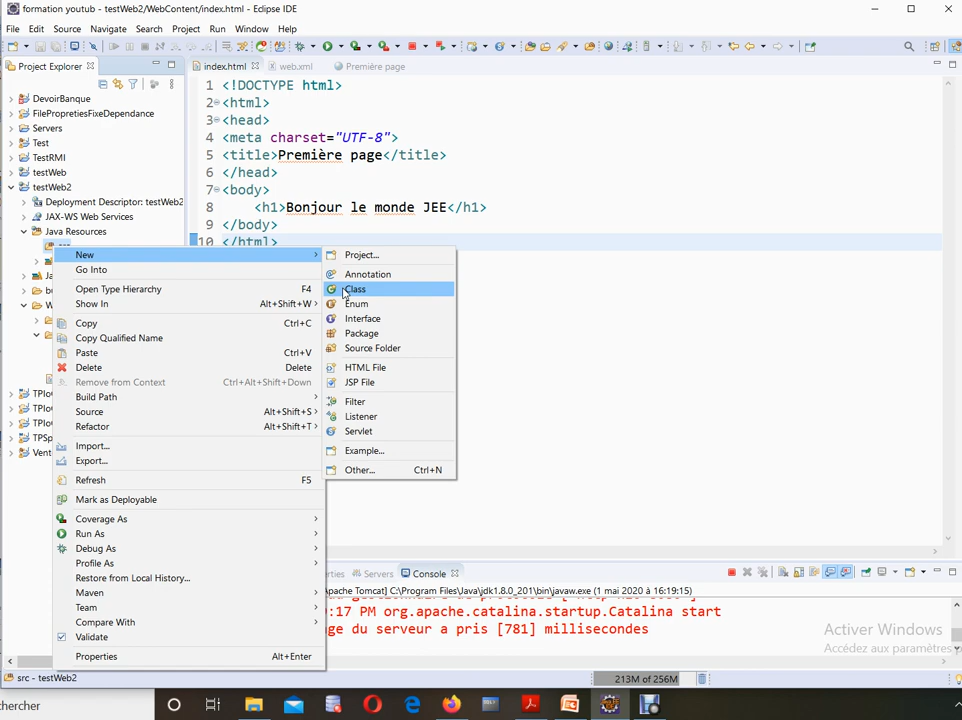 formation youtub - testWeb2/WebContent/index.html - Eclipse IDE
File Edit Source Navigate Search Project Run Window Help
Project Explorer
index.html
web.xml
Première page
DevoirBanque
FilePropretiesFixeDependance
Servers
Test
TestRMI
testWeb
testWeb2
Deployment Descriptor: testWeb2
JAX-WS Web Services
Java Resources
src
1 <!DOCTYPE html>
2 <html>
3 <head>
4 <meta charset="UTF-8">
5 <title>Première page</title>
6 </head>
7 <body>
8 <h1>Bonjour le monde JEE</h1>
9 </body>
10 </html>
New
Go Into
Open Type Hierarchy F4
Show In Alt+Shift+W
Copy Ctrl+C
Copy Qualified Name
Paste Ctrl+V
Delete Delete
Remove from Context Ctrl+Alt+Shift+Down
Build Path
Source Alt+Shift+S
Refactor Alt+Shift+T
Import...
Export...
Refresh F5
Mark as Deployable
Coverage As
Run As
Debug As
Profile As
Restore from Local History...
Maven
Team
Compare With
Validate
Properties Alt+Enter
Project...
Annotation
Class
Enum
Interface
Package
Source Folder
HTML File
JSP File
Filter
Listener
Servlet
Example...
Other... Ctrl+N
Servers
Console
Apache Tomcat] C:\Program Files\Java\jdk1.8.0_201\bin\javaw.exe (1 mai 2020 à 16:19:15)
:17 PM org.apache.catalina.startup.Catalina start
ge du serveur a pris [781] millisecondes
Activer Windows
Accédez aux paramètres
src - testWeb2
213M of 256M
hercher